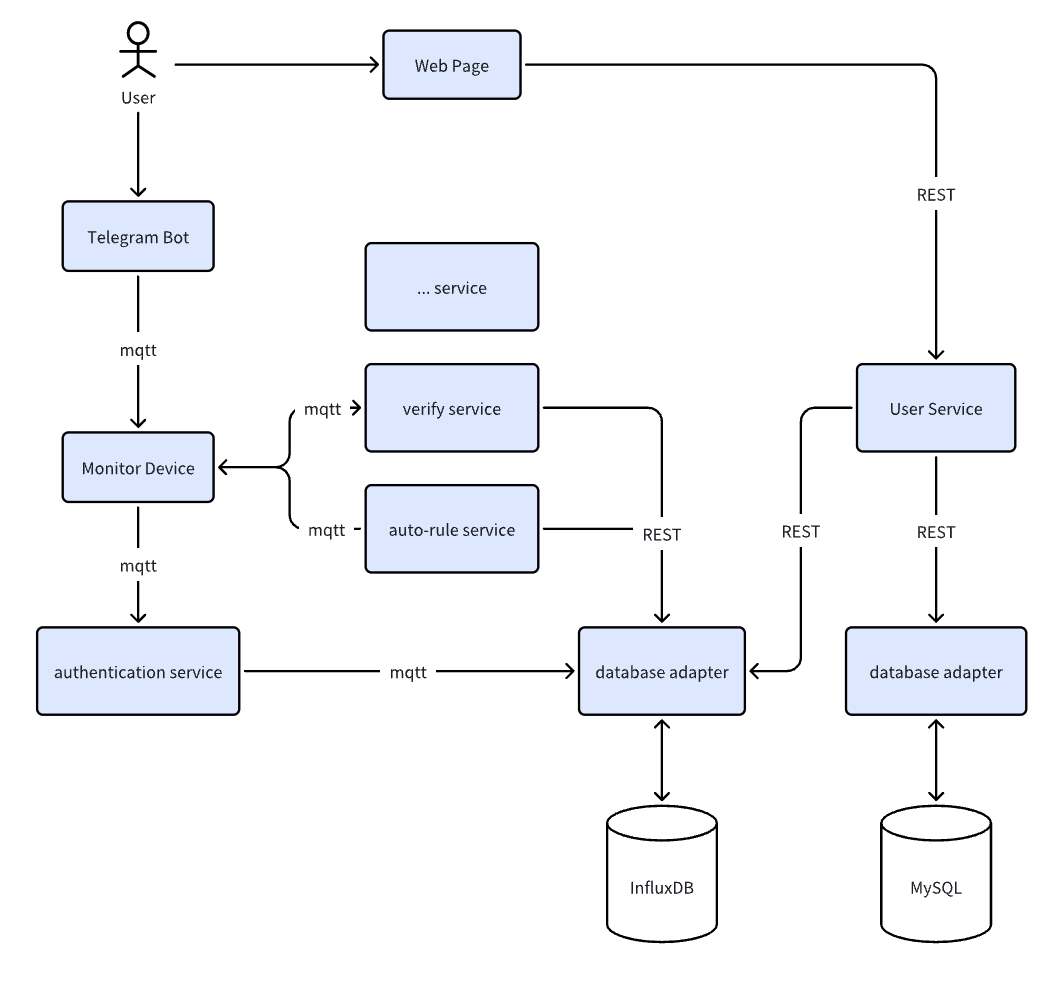 Web Page
User
REST
Telegram Bot
... service
mqtt
mqtt
verify service
User Service
Monitor Device
mqtt
auto-rule service
REST
REST
REST
mqtt
authentication service
mqtt
database adapter
database adapter
InfluxDB
MySQL